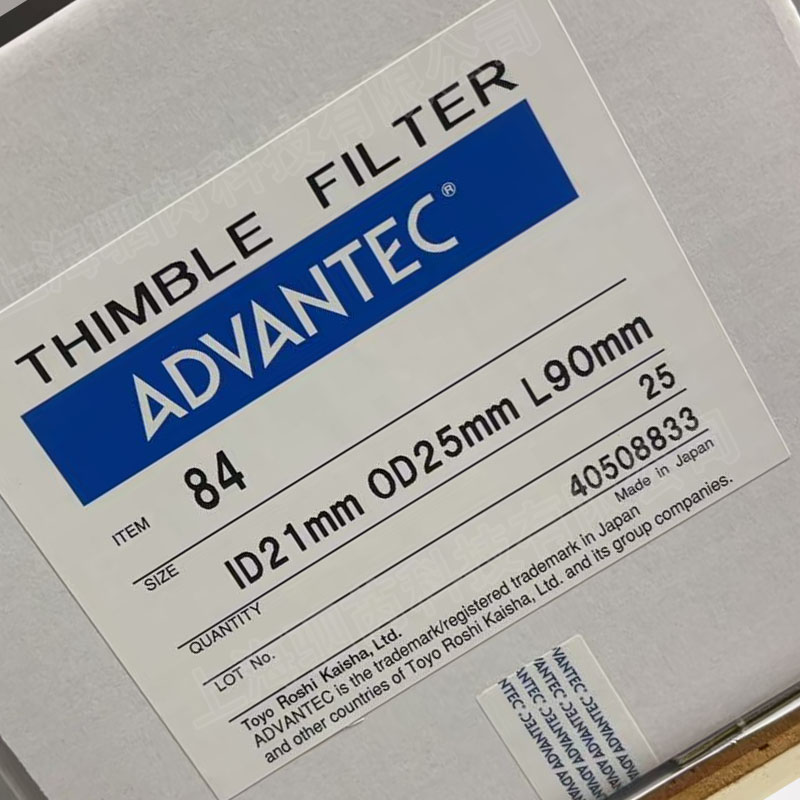 THIMBLE FILTER
ADVANTEC®
ITEM 84
SIZE ID21mm OD25mm L90mm
QUANTITY 25
LOT No. 40508833
Made in Japan
Toyo Roshi Kaisha, Ltd.
ADVANTEC is the trademark/registered trademark in Japan
and other countries of Toyo Roshi Kaisha, Ltd. and its group companies.
ADVANTEC ADVANTEC